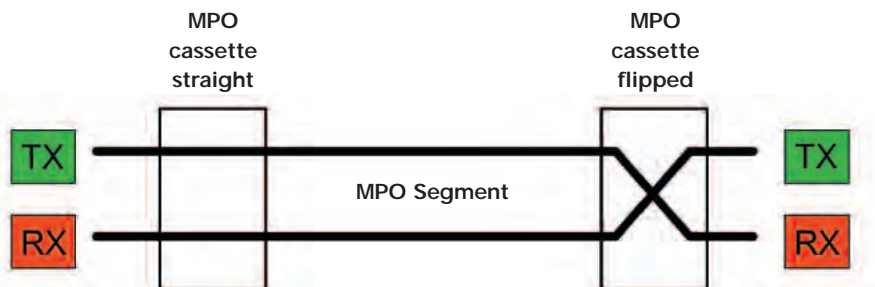 MPO
cassette
straight
MPO
cassette
flipped
TX
TX
MPO Segment
RX
RX